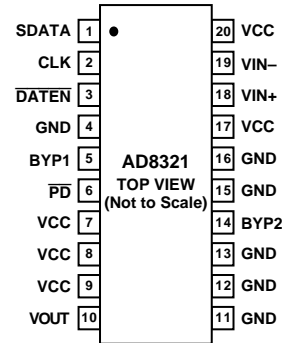 SDATA 1
CLK 2
DATEN 3
GND 4
BYP1 5
PD 6
VCC 7
VCC 8
VCC 9
VOUT 10
AD8321
TOP VIEW
(Not to Scale)
20 VCC
19 VIN–
18 VIN+
17 VCC
16 GND
15 GND
14 BYP2
13 GND
12 GND
11 GND